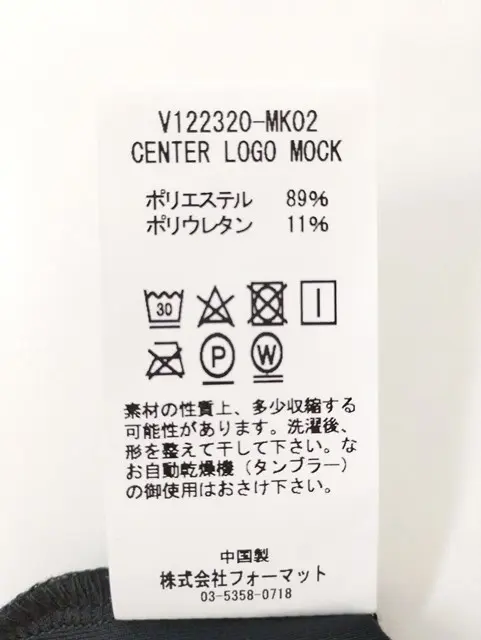 V122320-MK02
CENTER LOGO MOCK
ポリエステル 89%
ポリウレタン 11%
30
P W
素材の性質上、多少収縮する
可能性があります。洗濯後、
形を整えて干して下さい。な
お自動乾燥機（タンブラー）
の御使用はおさけ下さい。
中国製
株式会社フォーマット
03-5358-0718